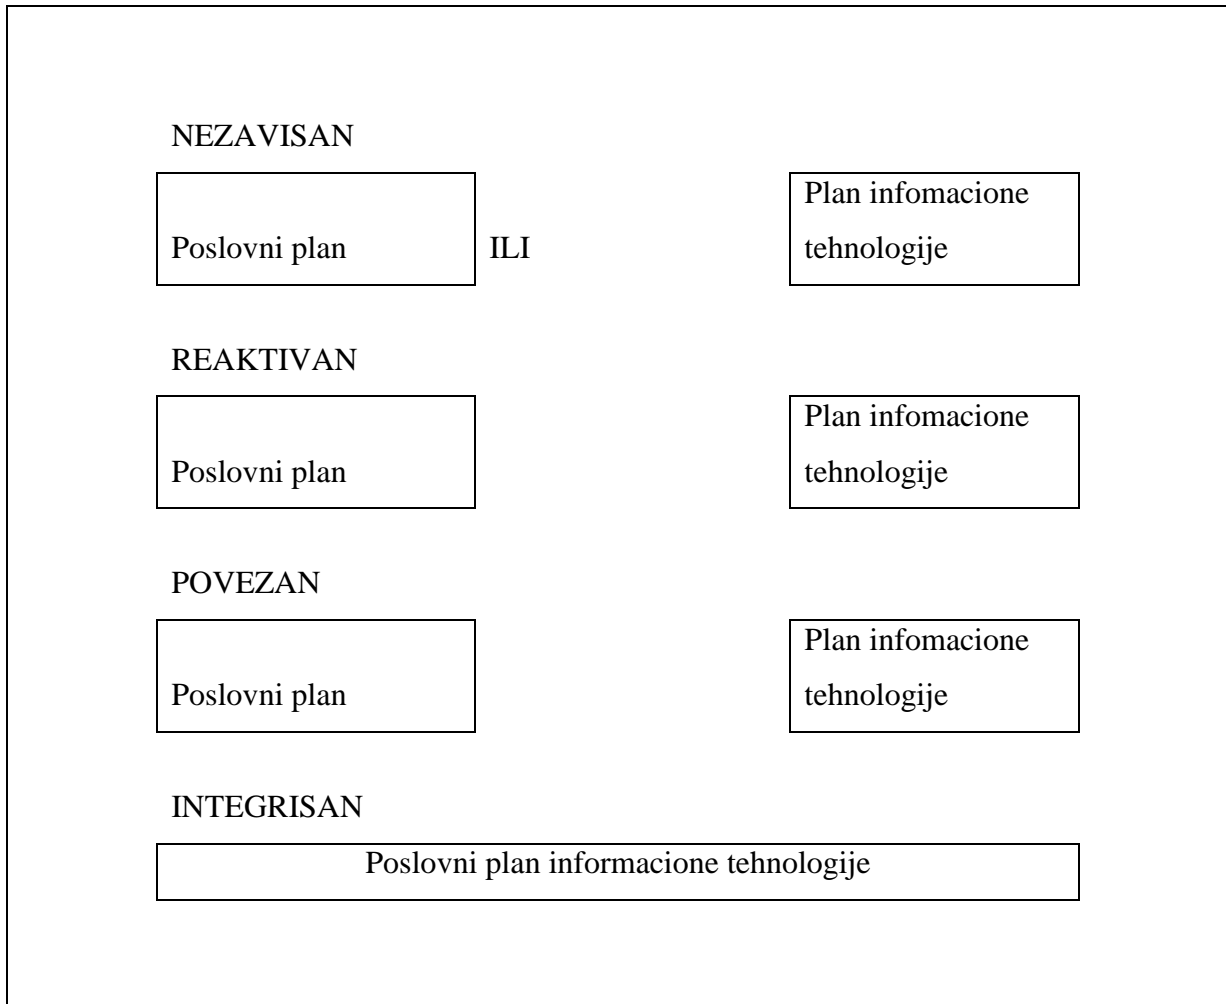 NEZAVISAN
Plan infomacione
Poslovni plan ILI tehnologije
REAKTIVAN
Plan infomacione
Poslovni plan tehnologije
POVEZAN
Plan infomacione
Poslovni plan tehnologije
INTEGRISAN
Poslovni plan informacione tehnologije